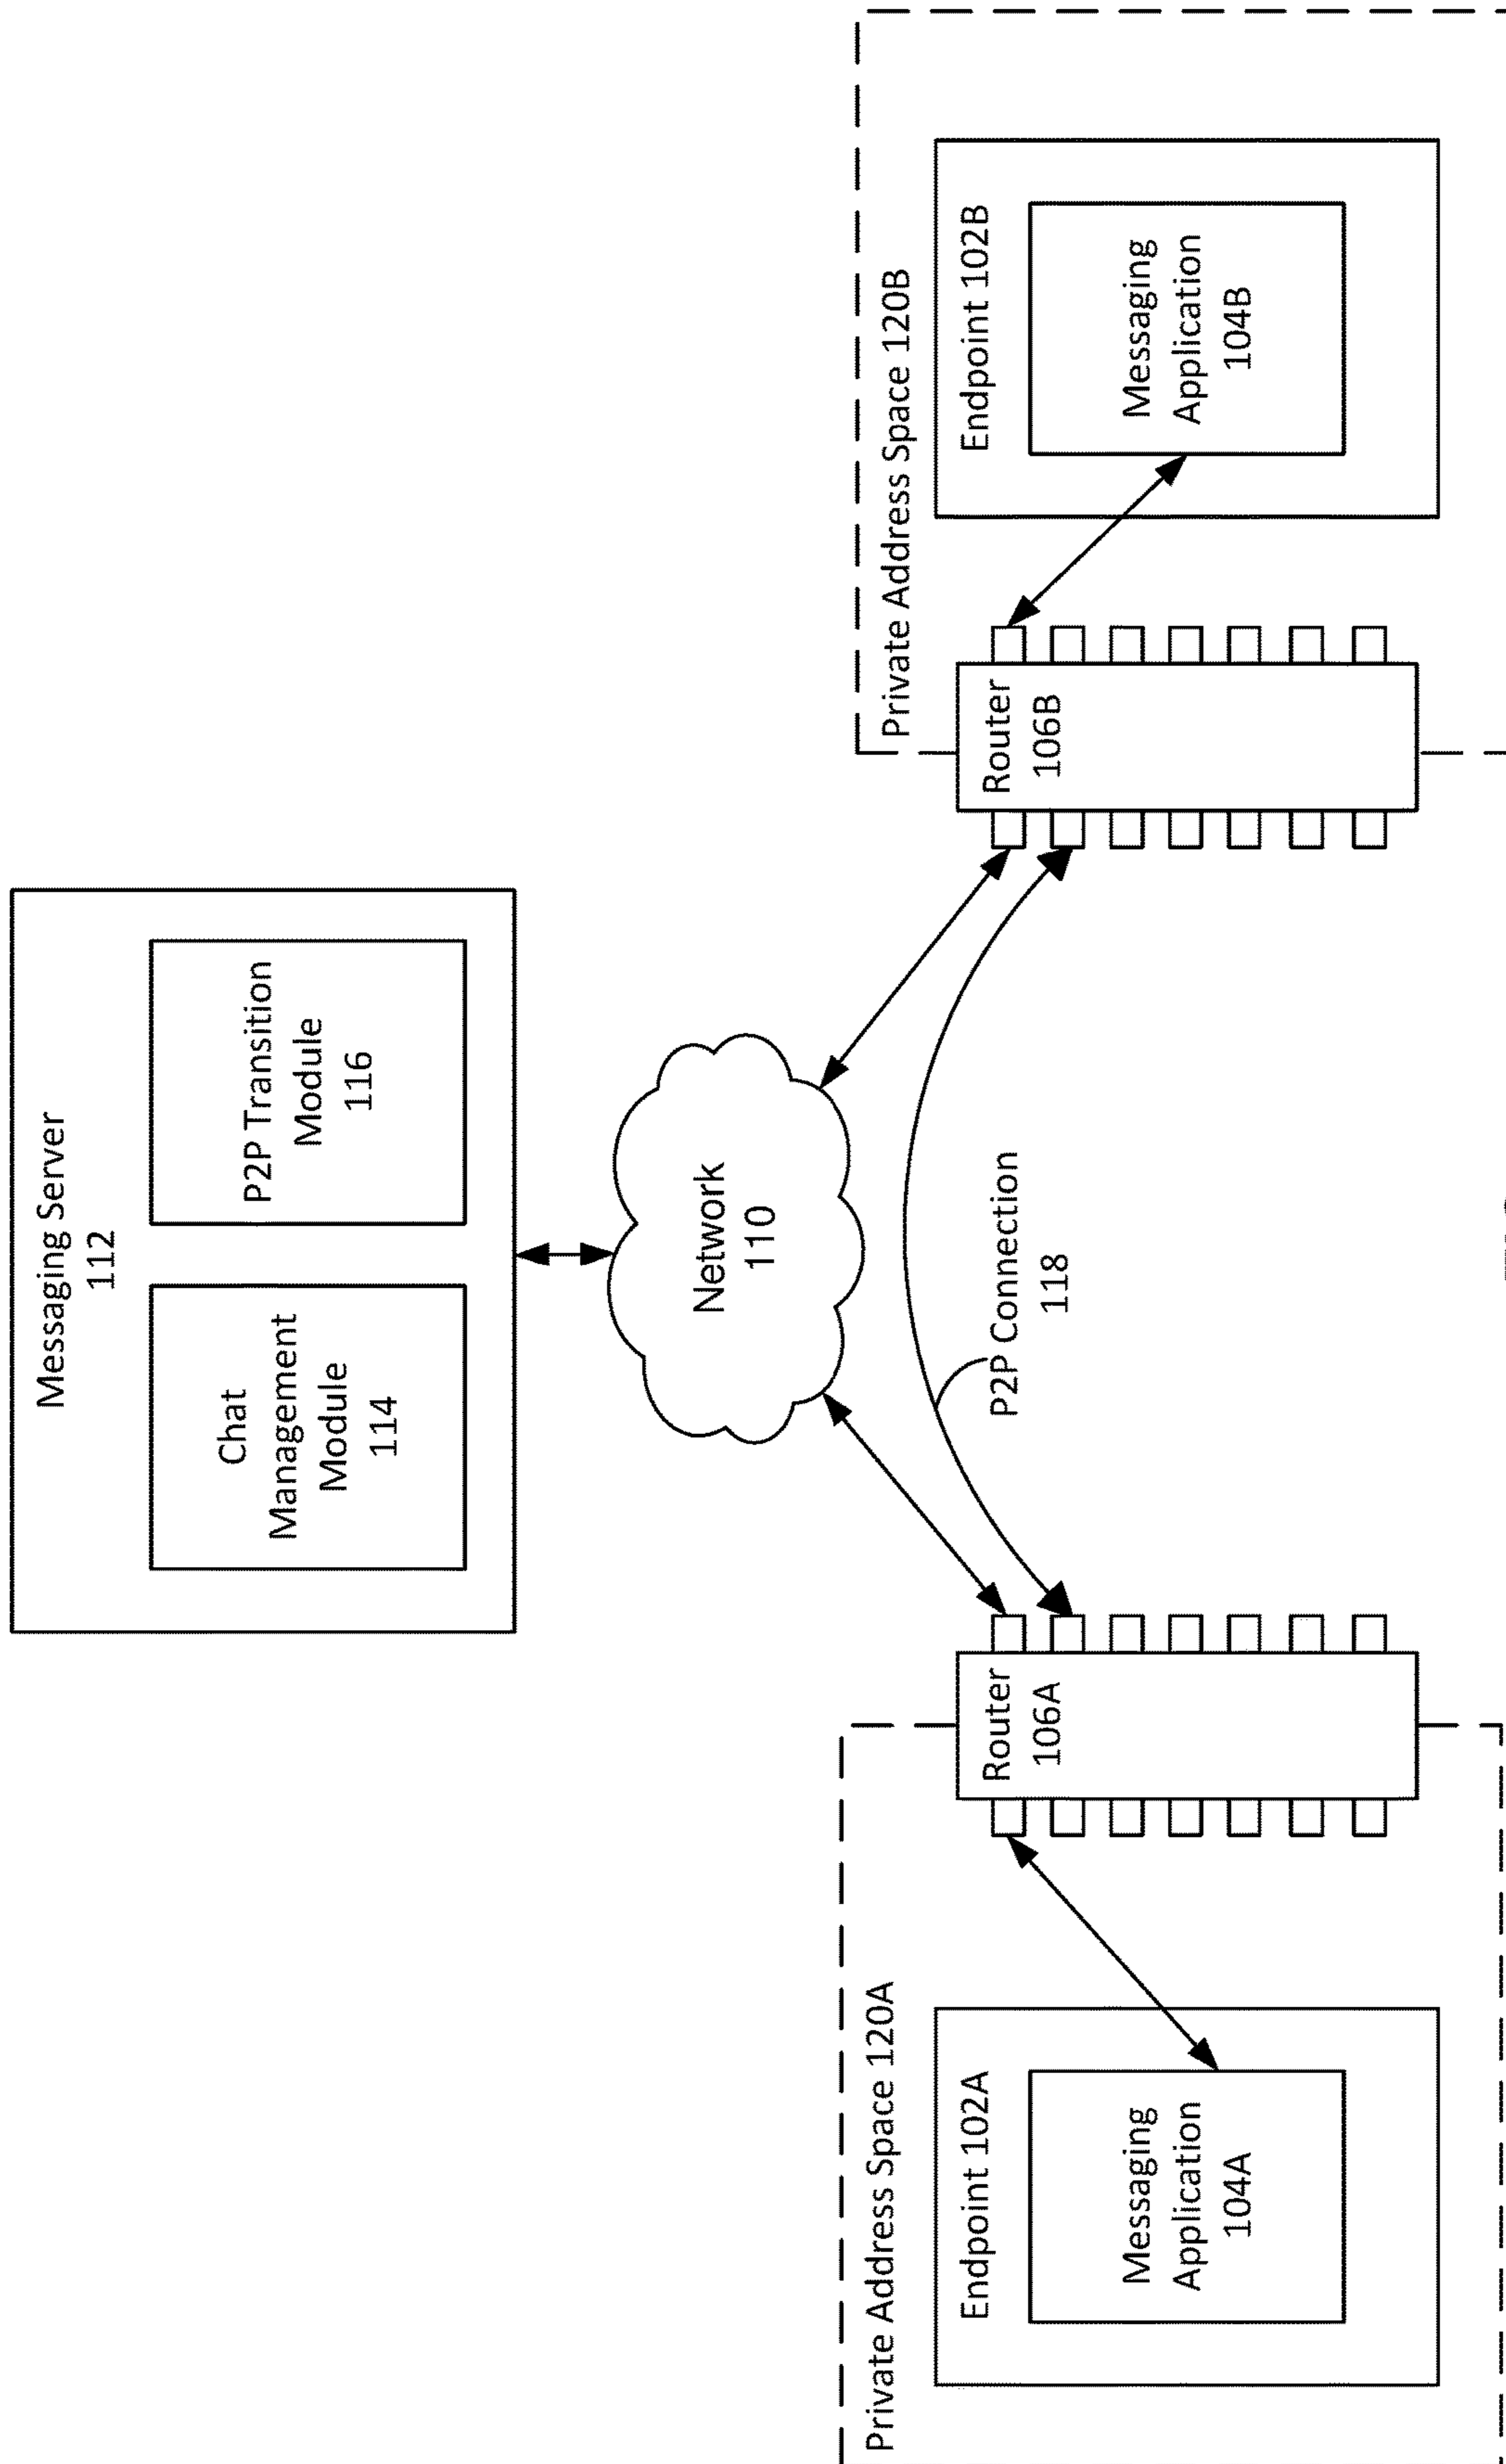 Messaging Server
112
Chat
Management
Module
114
P2P Transition
Module
116
Network
110
P2P Connection
118
Private Address Space 120A
Endpoint 102A
Messaging
Application
104A
Router
106A
Router
106B
Private Address Space 120B
Endpoint 102B
Messaging
Application
104B